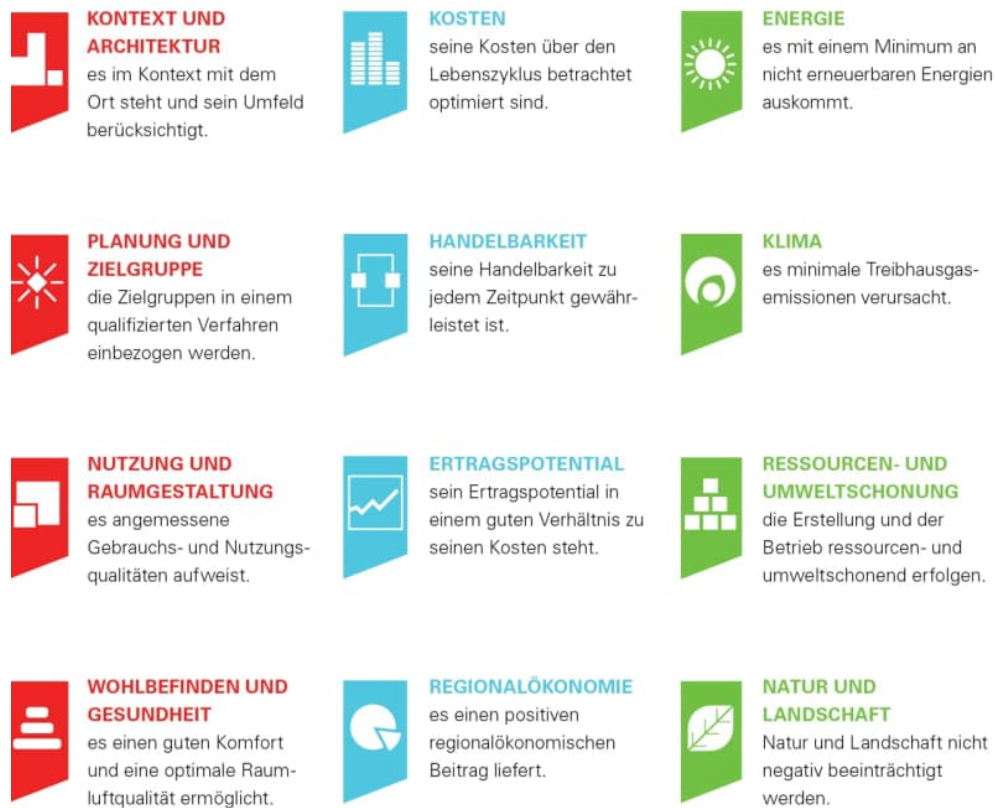 KONTEXT UND
ARCHITEKTUR
es im Kontext mit dem
Ort steht und sein Umfeld
berücksichtigt.
KOSTEN
seine Kosten über den
Lebenszyklus betrachtet
optimiert sind.
ENERGIE
es mit einem Minimum an
nicht erneuerbaren Energien
auskommt.
PLANUNG UND
ZIELGRUPPE
die Zielgruppen in einem
qualifizierten Verfahren
einbezogen werden.
HANDELBARKEIT
seine Handelbarkeit zu
jedem Zeitpunkt gewähr-
leistet ist.
KLIMA
es minimale Treibhausgas-
emissionen verursacht.
NUTZUNG UND
RAUMGESTALTUNG
es angemessene
Gebrauchs- und Nutzungs-
qualitäten aufweist.
ERTRAGSPOTENTIAL
sein Ertragspotential in
einem guten Verhältnis zu
seinen Kosten steht.
RESSOURCEN- UND
UMWELTSCHONUNG
die Erstellung und der
Betrieb ressourcen- und
umweltschonend erfolgen.
WOHLBEFINDEN UND
GESUNDHEIT
es einen guten Komfort
und eine optimale Raum-
luftqualität ermöglicht.
REGIONALÖKONOMIE
es einen positiven
regionalökonomischen
Beitrag liefert.
NATUR UND
LANDSCHAFT
Natur und Landschaft nicht
negativ beeinträchtigt
werden.